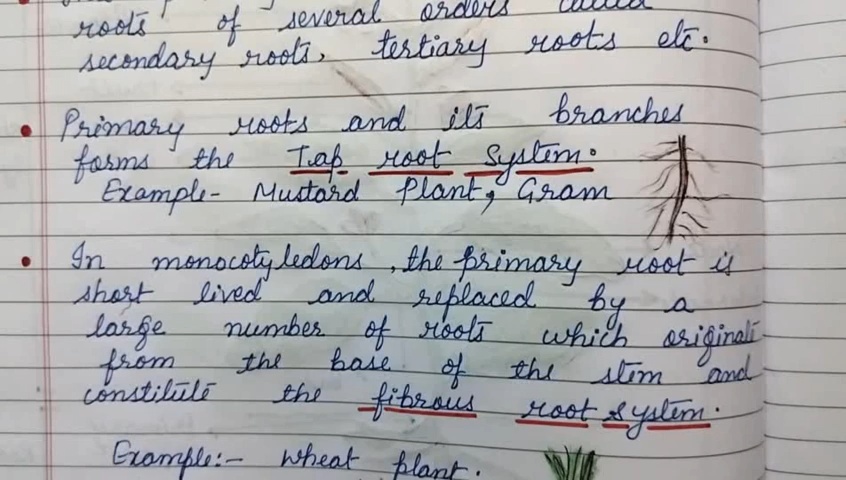 roots of several orders called
secondary roots, tertiary roots etc.
Primary roots and its branches
forms the Tap root System.
Example- Mustard Plant, Gram
In monocotyledons, the primary root is
short lived and replaced by a
large number of roots which originate
from the base of the stem and
constitute the fibrous root system.
Example:- wheat plant.